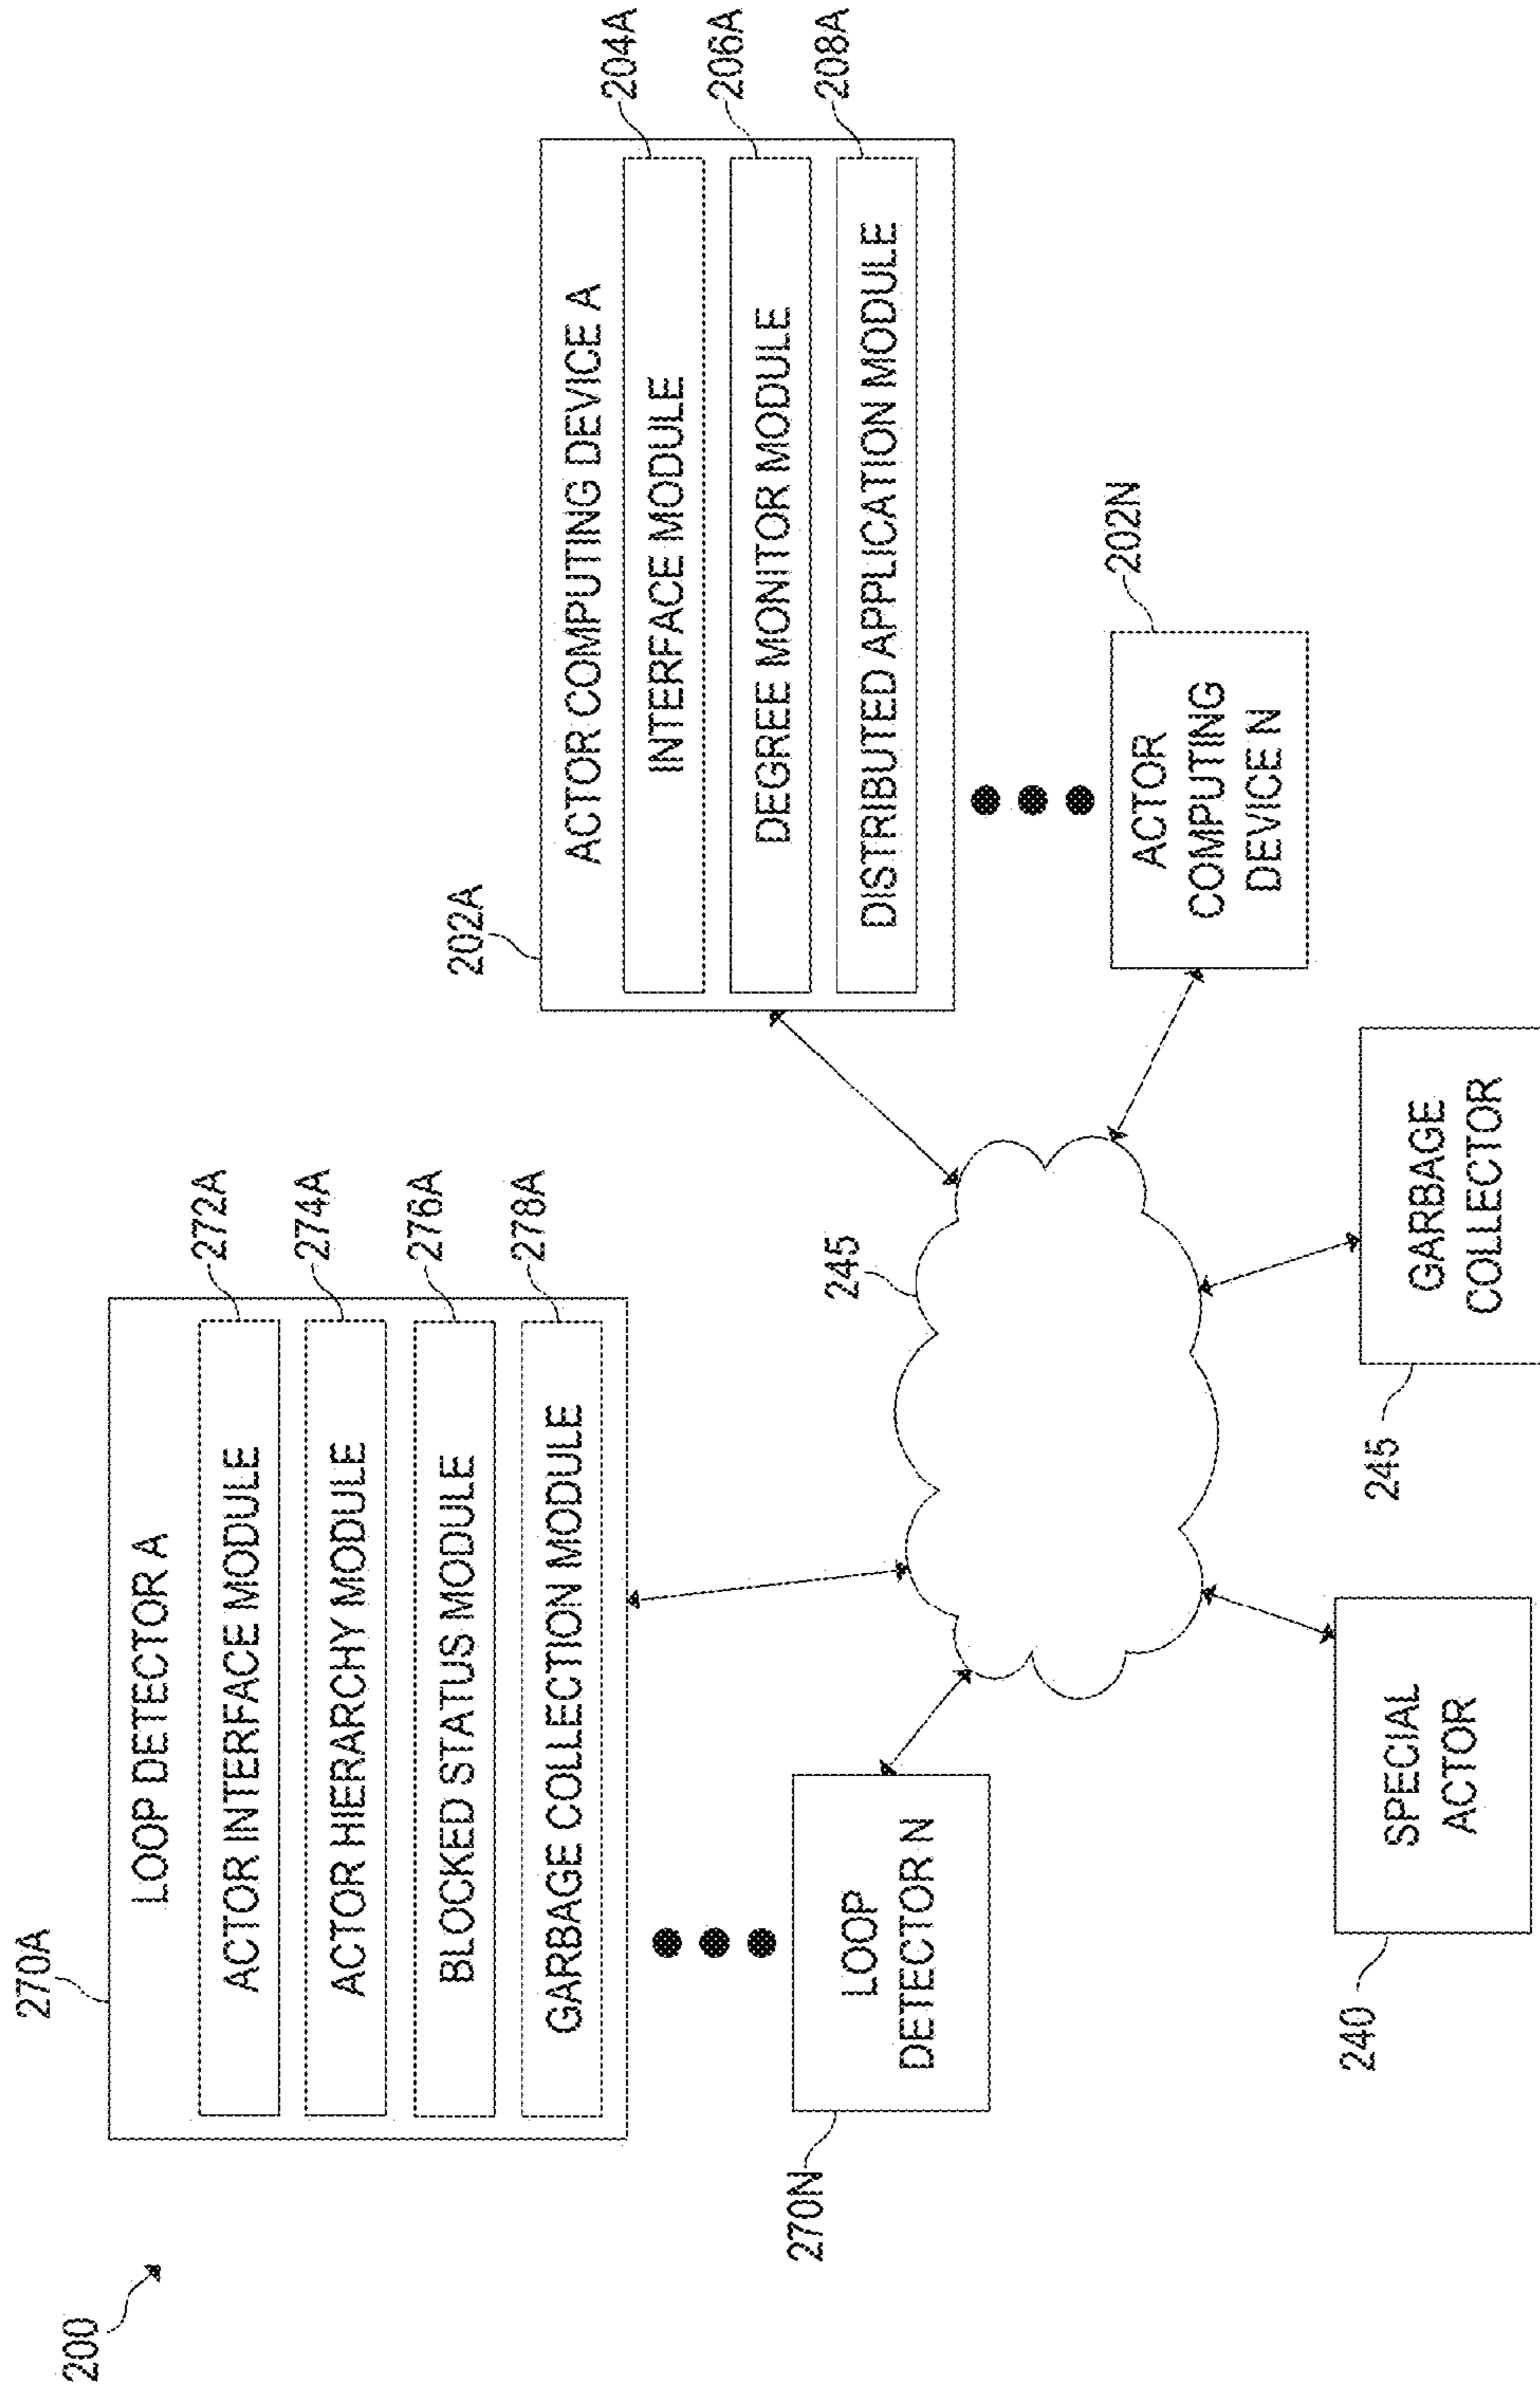 200
270A
LOOP DETECTOR A
ACTOR INTERFACE MODULE
272A
ACTOR HIERARCHY MODULE
274A
BLOCKED STATUS MODULE
276A
GARBAGE COLLECTION MODULE
278A
270N
LOOP
DETECTOR N
202A
ACTOR COMPUTING DEVICE A
INTERFACE MODULE
204A
DEGREE MONITOR MODULE
206A
DISTRIBUTED APPLICATION MODULE
208A
202N
ACTOR
COMPUTING
DEVICE N
245
240
SPECIAL
ACTOR
245
GARBAGE
COLLECTOR